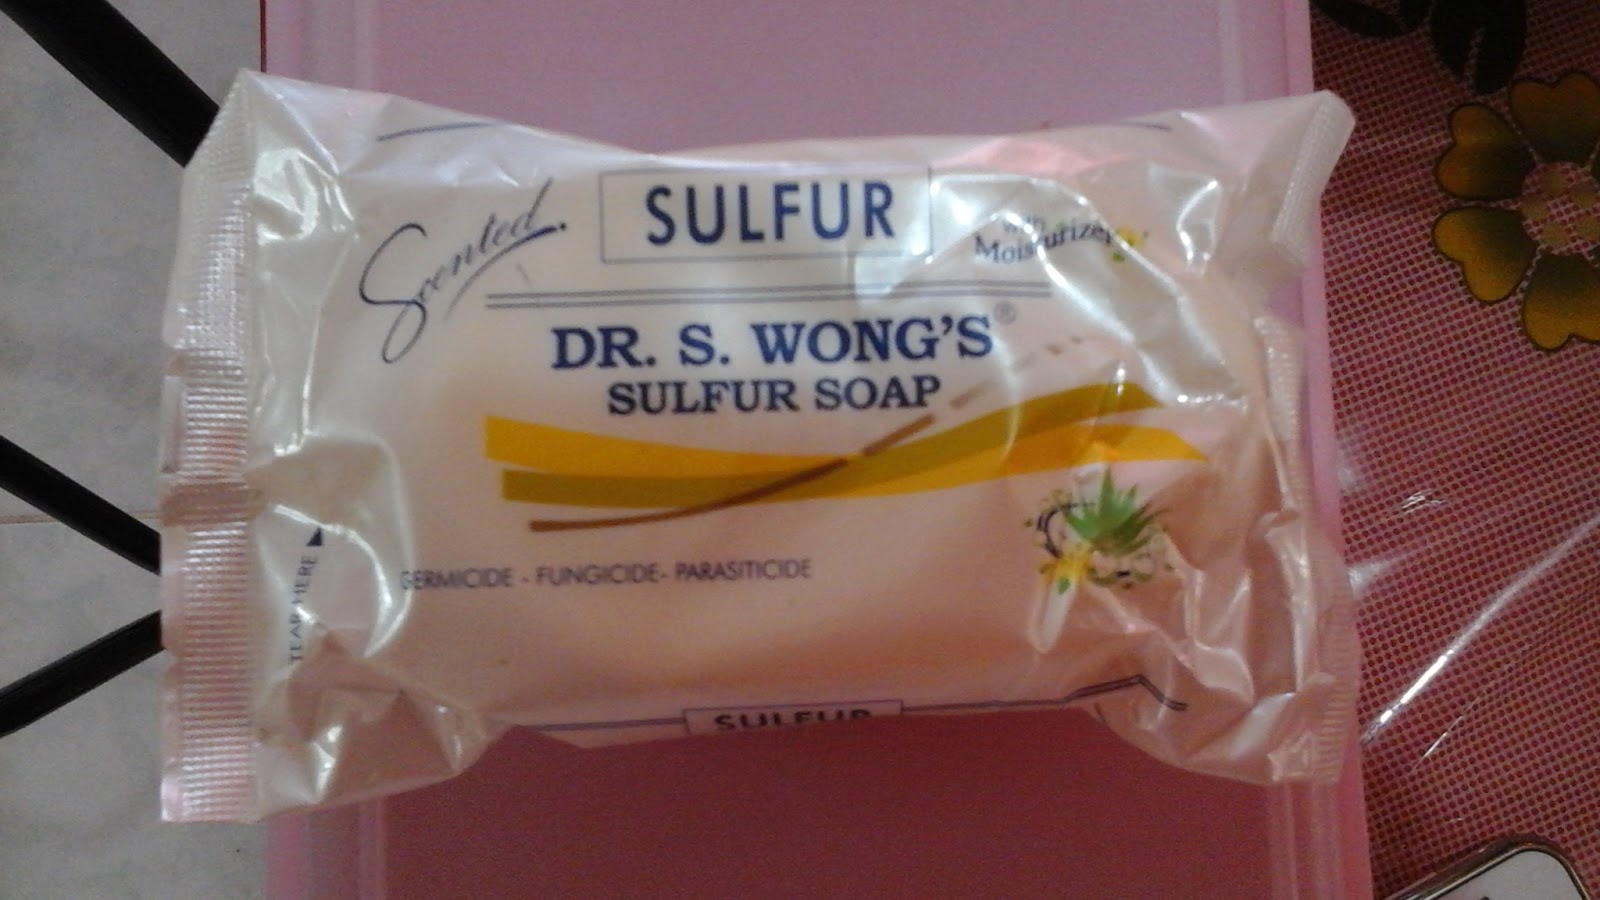 Scented.
SULFUR
with
Moisturizer
DR. S. WONG'S®
SULFUR SOAP
GERMICIDE - FUNGICIDE- PARASITICIDE
TEAR HERE
SULFUR